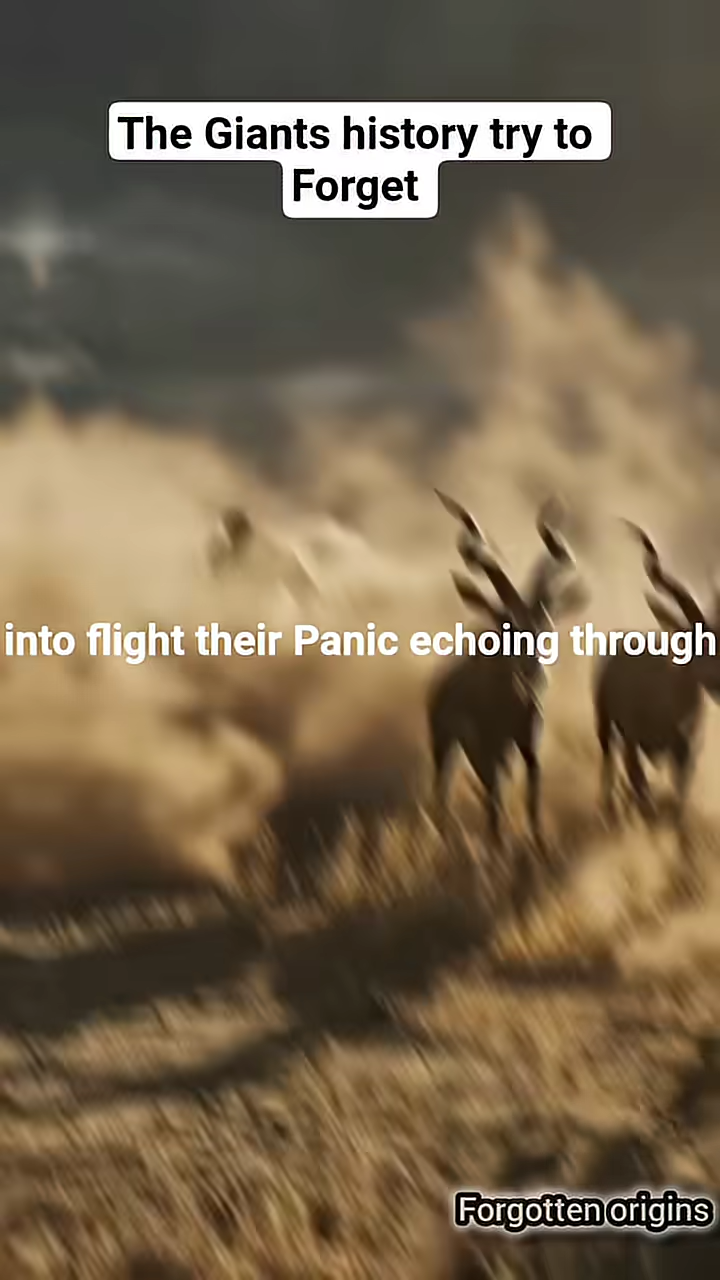 The Giants history try to
Forget
into flight their Panic echoing through
Forgotten origins